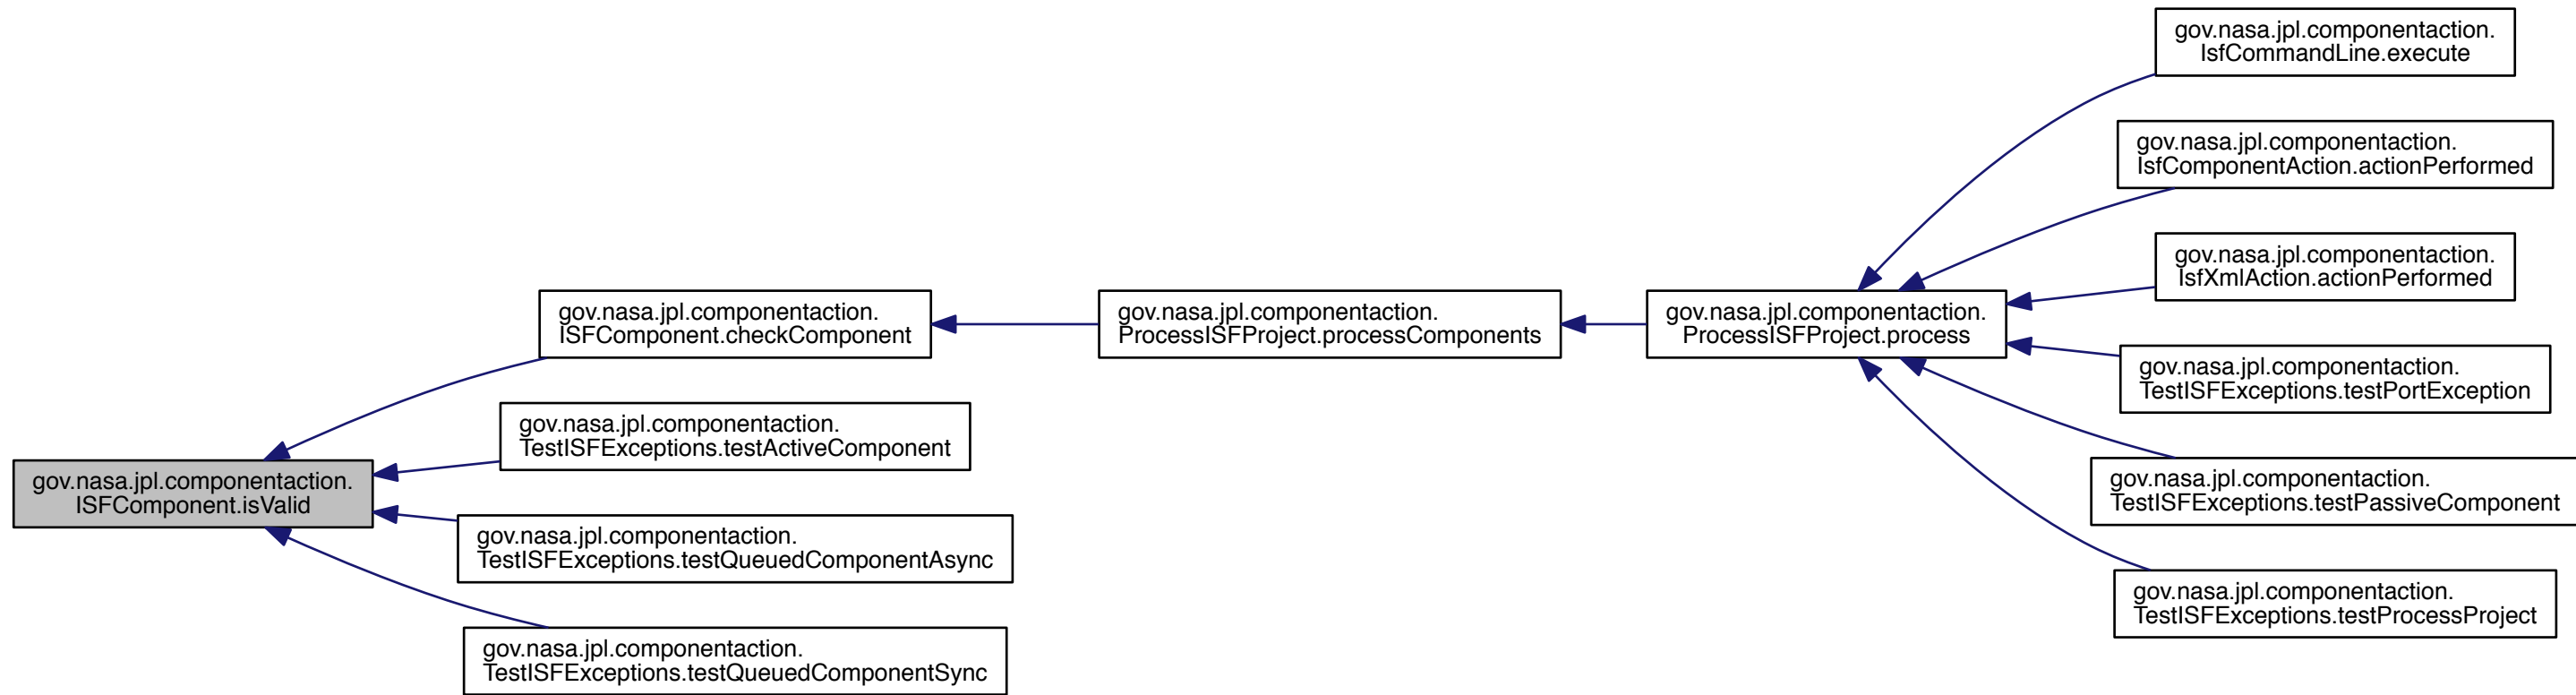 gov.nasa.jpl.componentaction.
IsfCommandLine.execute
gov.nasa.jpl.componentaction.
IsfComponentAction.actionPerformed
gov.nasa.jpl.componentaction.
IsfXmlAction.actionPerformed
gov.nasa.jpl.componentaction.
ISFComponent.checkComponent
gov.nasa.jpl.componentaction.
ProcessISFProject.processComponents
gov.nasa.jpl.componentaction.
ProcessISFProject.process
gov.nasa.jpl.componentaction.
TestISFExceptions.testPortException
gov.nasa.jpl.componentaction.
TestISFExceptions.testActiveComponent
gov.nasa.jpl.componentaction.
ISFComponent.isValid
gov.nasa.jpl.componentaction.
TestISFExceptions.testPassiveComponent
gov.nasa.jpl.componentaction.
TestISFExceptions.testQueuedComponentAsync
gov.nasa.jpl.componentaction.
TestISFExceptions.testProcessProject
gov.nasa.jpl.componentaction.
TestISFExceptions.testQueuedComponentSync